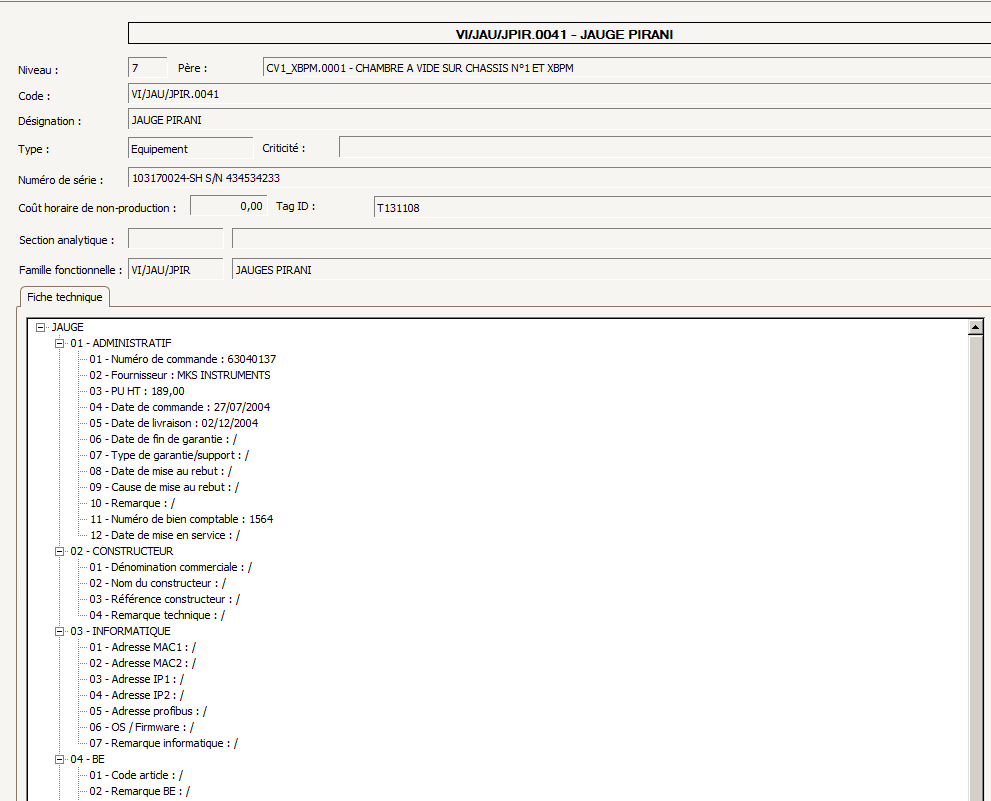 VI/JAU/JPIR.0041 - JAUGE PIRANI
Niveau : 7 Père : CV1_XBPM.0001 - CHAMBRE A VIDE SUR CHASSIS N°1 ET XBPM
Code : VI/JAU/JPIR.0041
Désignation : JAUGE PIRANI
Type : Equipement Criticité :
Numéro de série : 103170024-SH S/N 434534233
Coût horaire de non-production : 0,00 Tag ID : T131108
Section analytique :
Famille fonctionnelle : VI/JAU/JPIR JAUGES PIRANI
Fiche technique
JAUGE
01 - ADMINISTRATIF
01 - Numéro de commande : 63040137
02 - Fournisseur : MKS INSTRUMENTS
03 - PU HT : 189,00
04 - Date de commande : 27/07/2004
05 - Date de livraison : 02/12/2004
06 - Date de fin de garantie : /
07 - Type de garantie/support : /
08 - Date de mise au rebut : /
09 - Cause de mise au rebut : /
10 - Remarque : /
11 - Numéro de bien comptable : 1564
12 - Date de mise en service : /
02 - CONSTRUCTEUR
01 - Dénomination commerciale : /
02 - Nom du constructeur : /
03 - Référence constructeur : /
04 - Remarque technique : /
03 - INFORMATIQUE
01 - Adresse MAC1 : /
02 - Adresse MAC2 : /
03 - Adresse IP1 : /
04 - Adresse IP2 : /
05 - Adresse profibus : /
06 - OS / Firmware : /
07 - Remarque informatique : /
04 - BE
01 - Code article : /
02 - Remarque BE : /